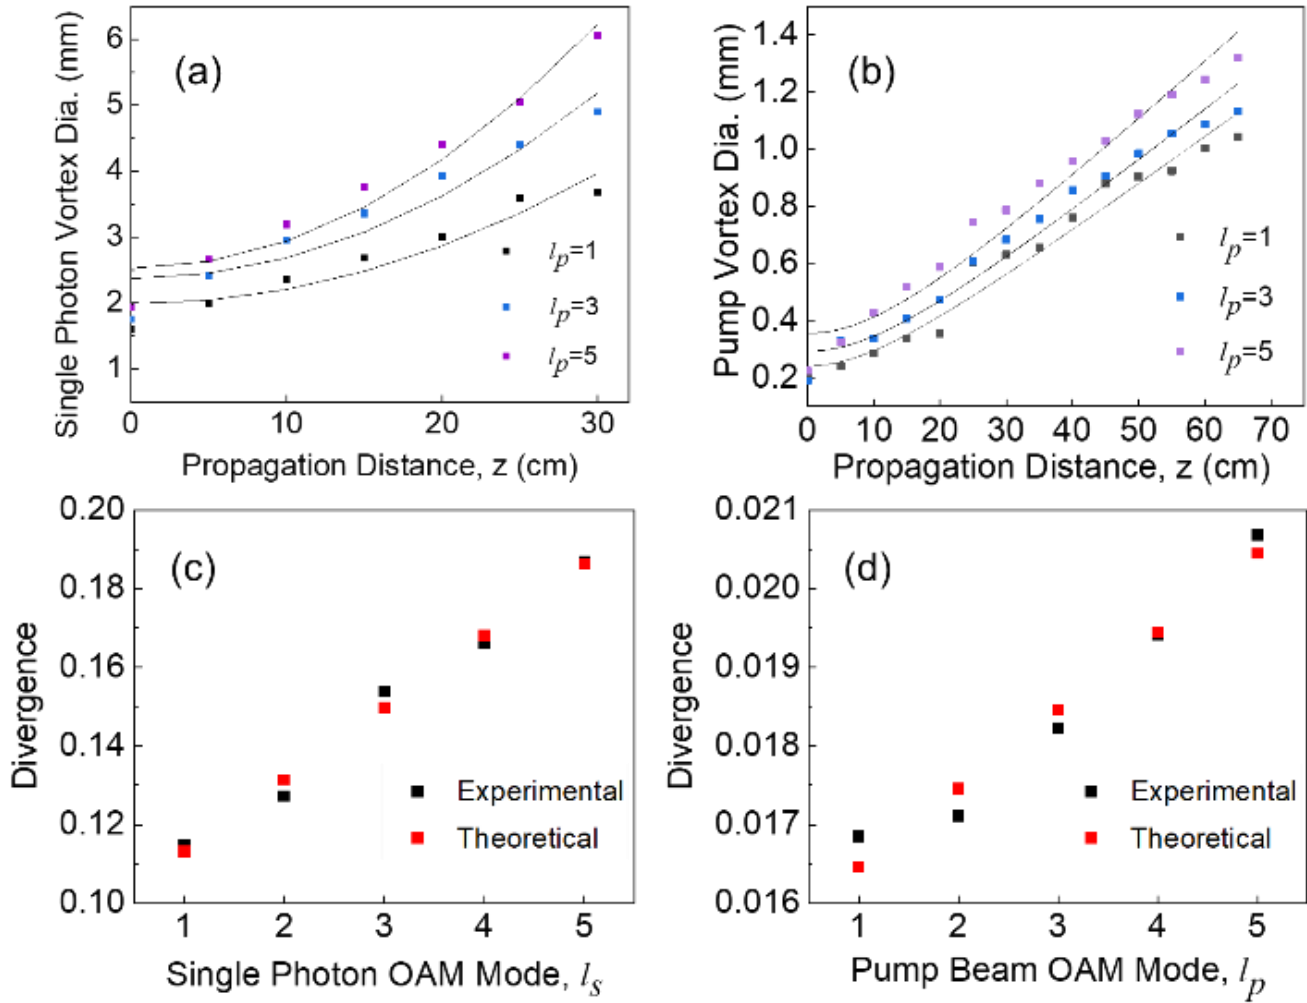 (a)
Single Photon Vortex Dia. (mm)
6
5
4
3
2
1
0 10 20 30
Propagation Distance, z (cm)
l_p=1
l_p=3
l_p=5
(b)
Pump Vortex Dia. (mm)
1.4
1.2
1.0
0.8
0.6
0.4
0.2
0 10 20 30 40 50 60 70
Propagation Distance, z (cm)
l_p=1
l_p=3
l_p=5
(c)
Divergence
0.20
0.18
0.16
0.14
0.12
0.10
1 2 3 4 5
Single Photon OAM Mode, l_s
Experimental
Theoretical
(d)
Divergence
0.021
0.020
0.019
0.018
0.017
0.016
1 2 3 4 5
Pump Beam OAM Mode, l_p
Experimental
Theoretical